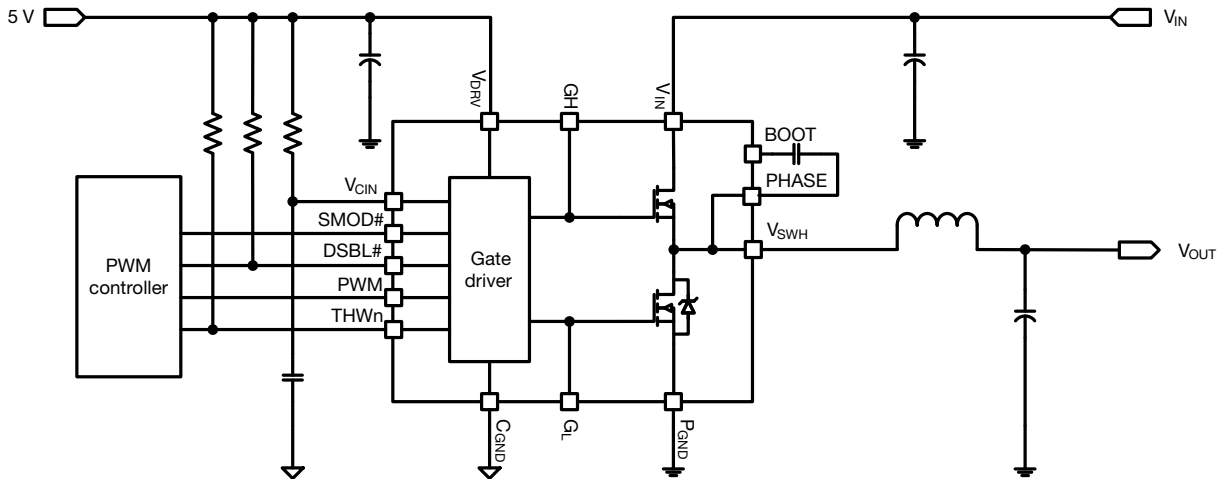 5 V
V_IN
V_DRV
GH
V_IN
BOOT
PHASE
V_CIN
SMOD#
DSBL#
PWM
THWn
PWM
controller
Gate
driver
V_SWH
V_OUT
C_GND
G_L
P_GND